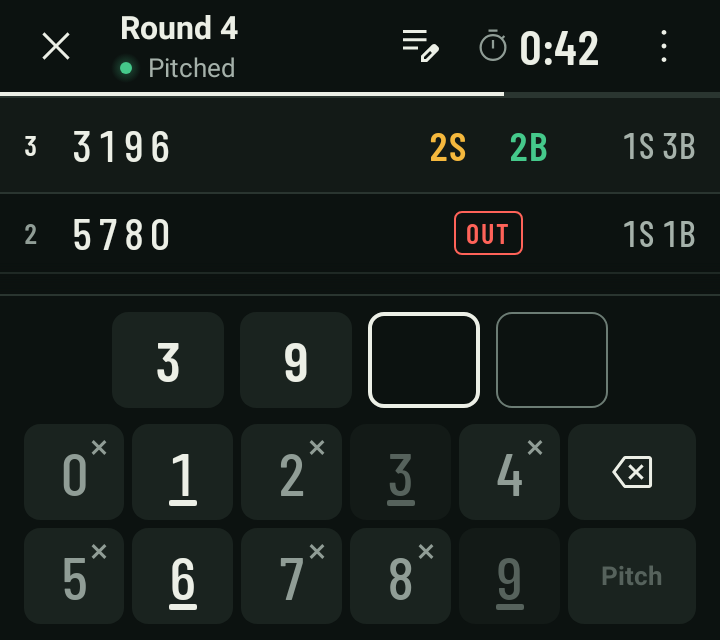 Round 4
Pitched
0:42
3 3196 2S 2B 1S 3B
2 5780 OUT 1S 1B
3 9
0 1 2 3 4
5 6 7 8 9 Pitch